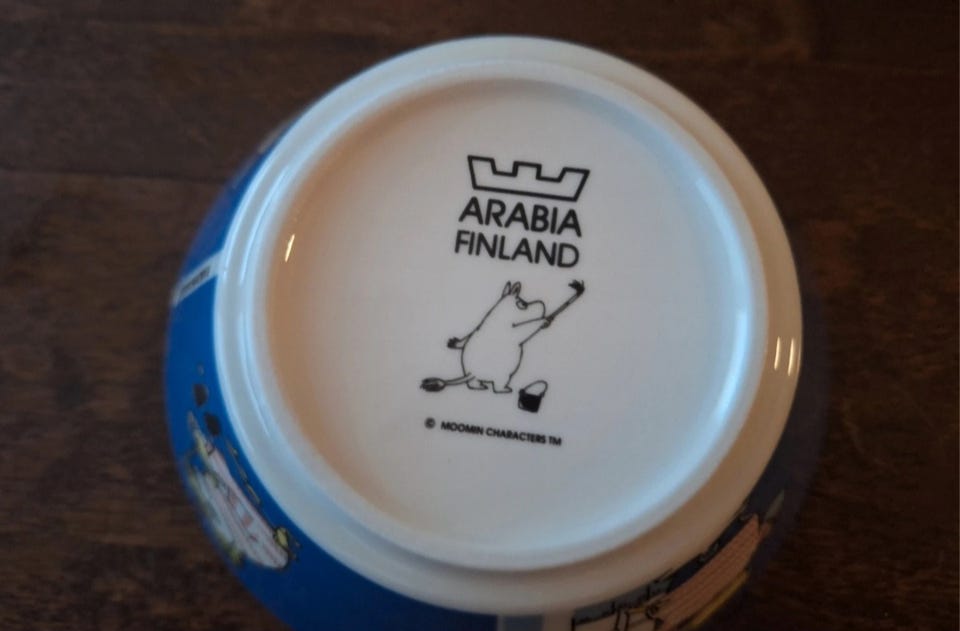 ARABIA
FINLAND
© MOOMIN CHARACTERS TM